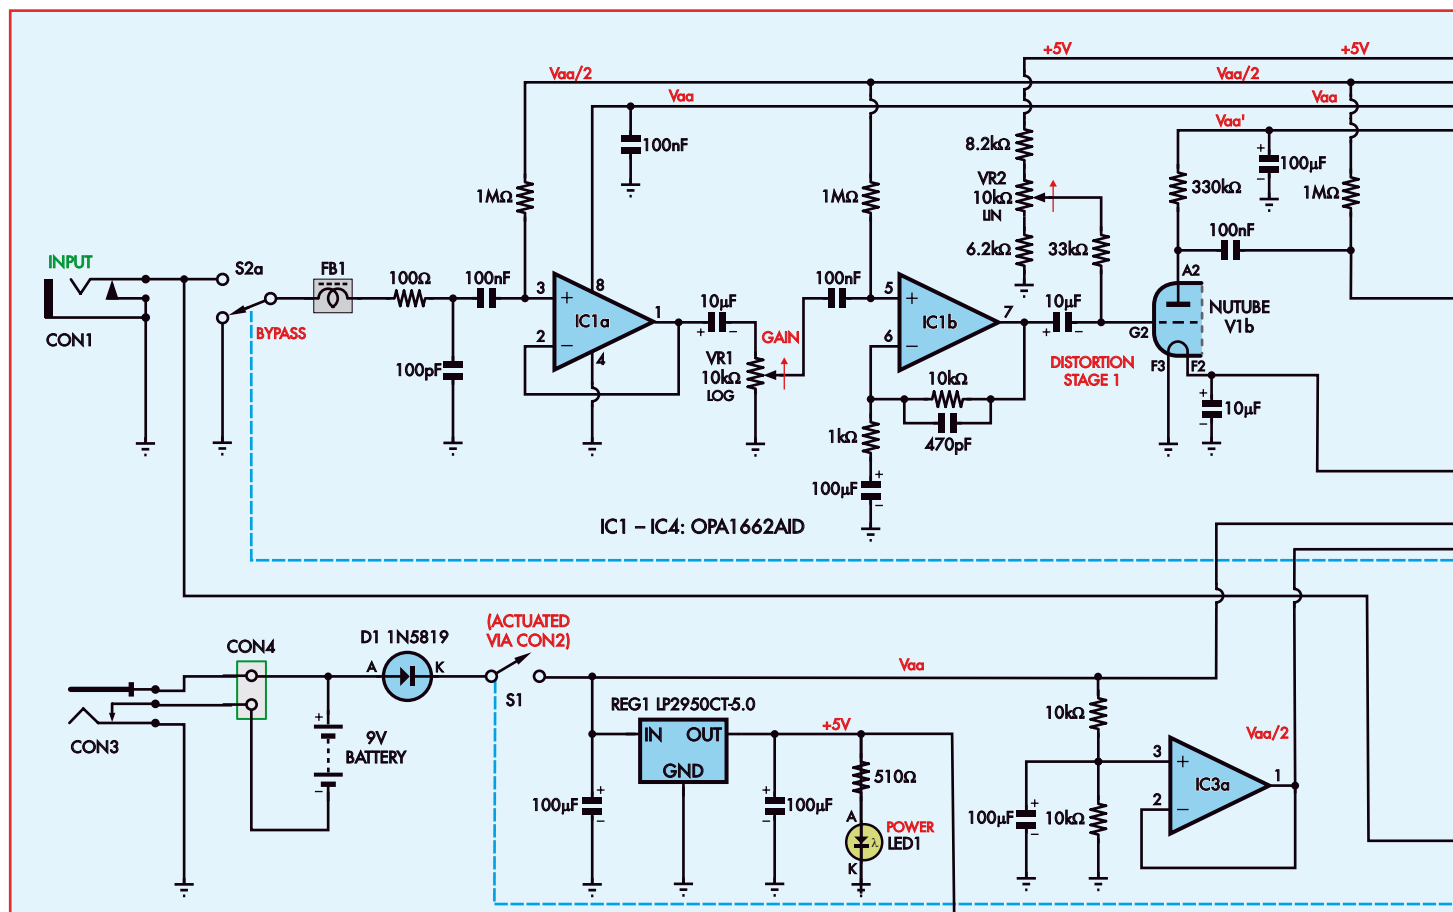 +5V
+5V
Vaa/2
Vaa/2
Vaa
Vaa
Vaa'
100nF
8.2kΩ
+
100µF
–
1MΩ
1MΩ
VR2
10kΩ
LIN
330kΩ
1MΩ
100nF
INPUT
S2a
FB1
100Ω
100nF
6.2kΩ
33kΩ
A2
CON1
BYPASS
3
+
8
IC1a
1
2
–
4
10µF
+
–
GAIN
100nF
5
+
IC1b
7
6
–
10µF
+
–
G2
NUTUBE
V1b
F3
F2
100pF
VR1
10kΩ
LOG
DISTORTION
STAGE 1
10kΩ
470pF
1kΩ
+
10µF
–
+
100µF
–
IC1 – IC4: OPA1662AID
CON4
D1 1N5819
A
K
(ACTUATED
VIA CON2)
S1
Vaa
CON3
+
9V
BATTERY
–
REG1 LP2950CT-5.0
IN
OUT
GND
+5V
10kΩ
Vaa/2
+
100µF
–
+
100µF
–
510Ω
A
POWER
λ
LED1
K
+
100µF
–
10kΩ
3
+
IC3a
1
2
–